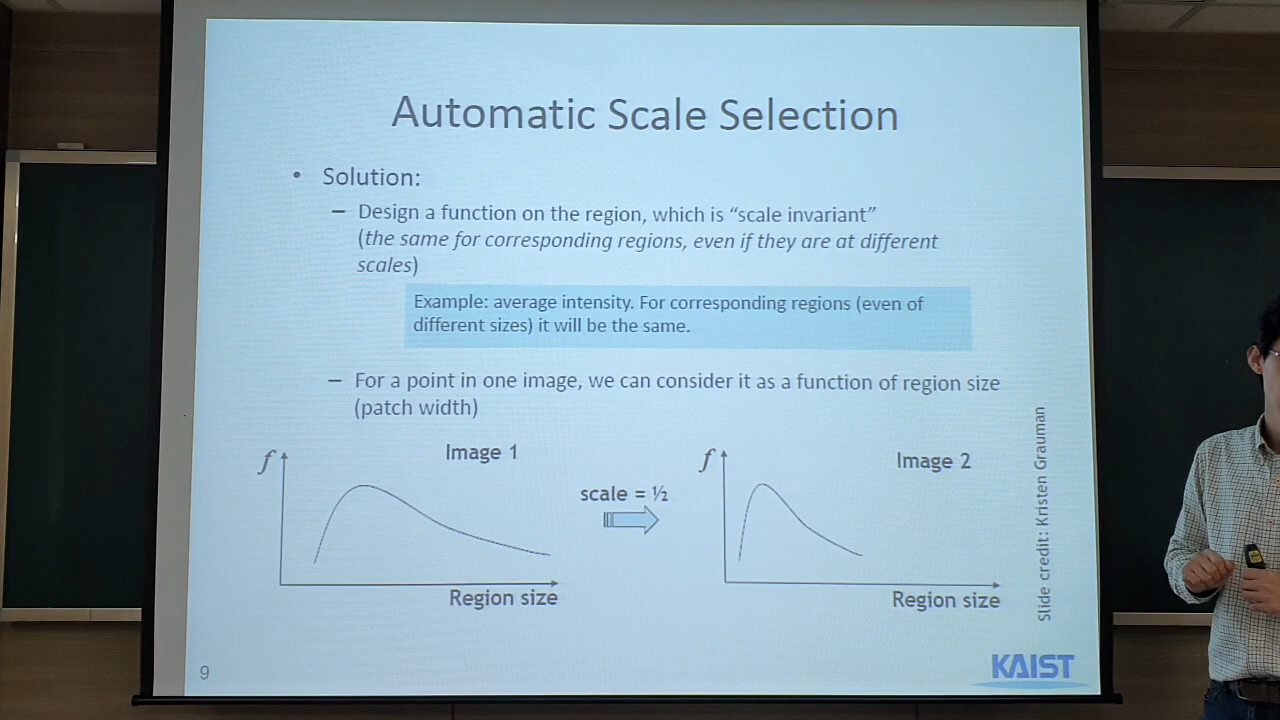 Automatic Scale Selection
• Solution:
– Design a function on the region, which is “scale invariant”
(the same for corresponding regions, even if they are at different
scales)
Example: average intensity. For corresponding regions (even of
different sizes) it will be the same.
– For a point in one image, we can consider it as a function of region size
(patch width)
f
Image 1
Region size
scale = ½
f
Image 2
Region size
Slide credit: Kristen Grauman
9
KAIST